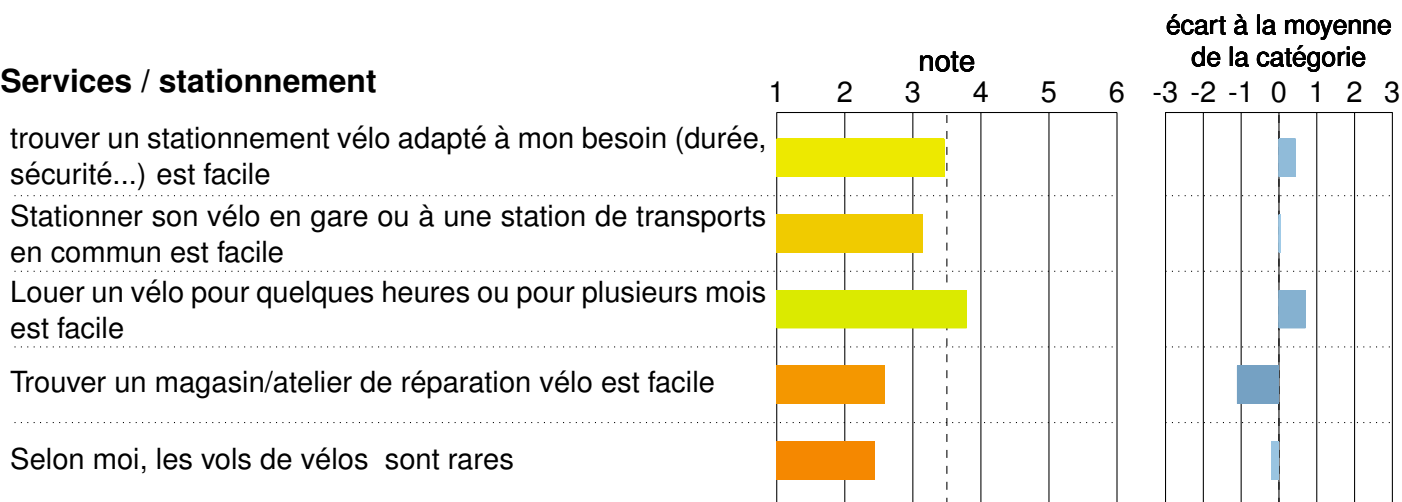 écart à la moyenne
note de la catégorie
Services / stationnement
1 2 3 4 5 6 -3 -2 -1 0 1 2 3
trouver un stationnement vélo adapté à mon besoin (durée,
sécurité...) est facile
Stationner son vélo en gare ou à une station de transports
en commun est facile
Louer un vélo pour quelques heures ou pour plusieurs mois
est facile
Trouver un magasin/atelier de réparation vélo est facile
Selon moi, les vols de vélos sont rares